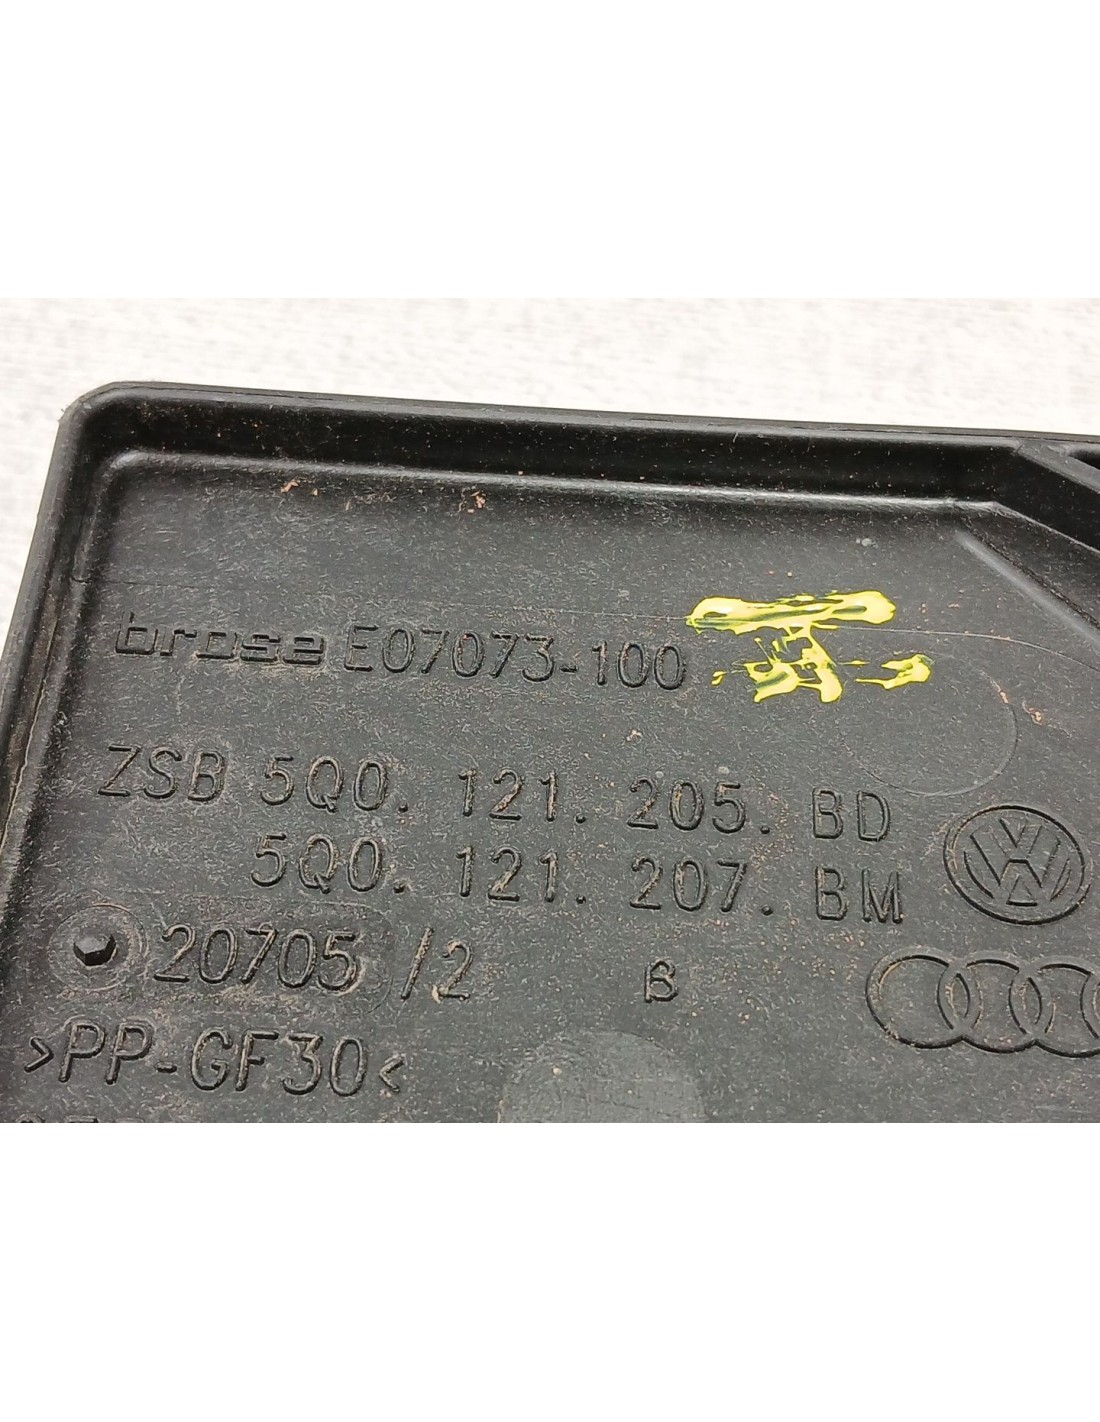 brose E07073-100
ZSB 5Q0. 121. 205. BD
5Q0. 121. 207. BM
20705 /2 B
>PP-GF30<